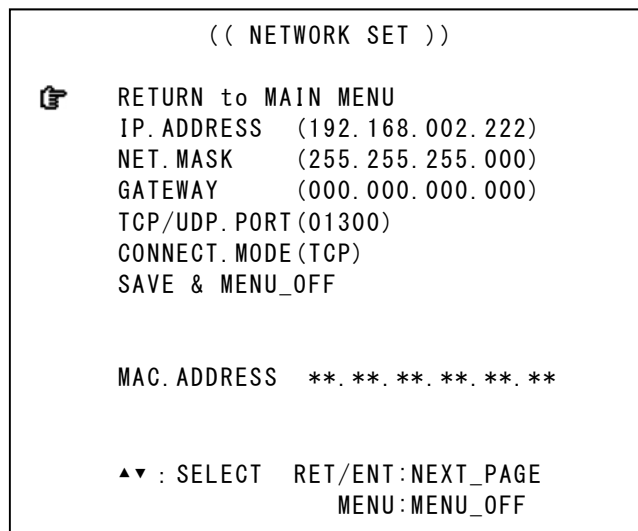 (( NETWORK SET ))
RETURN to MAIN MENU
IP.ADDRESS (192.168.002.222)
NET.MASK (255.255.255.000)
GATEWAY (000.000.000.000)
TCP/UDP.PORT(01300)
CONNECT.MODE(TCP)
SAVE & MENU_OFF
MAC.ADDRESS **.**.**.**.**.**
▲▼:SELECT RET/ENT:NEXT_PAGE
MENU:MENU_OFF